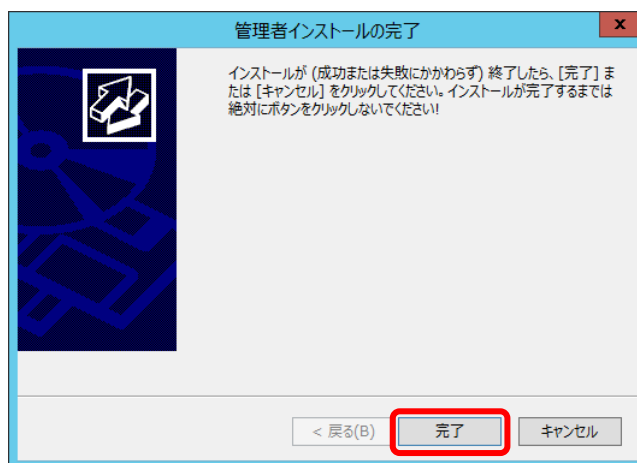 管理者インストールの完了
x
インストールが (成功または失敗にかかわらず) 終了したら、[完了] ま
たは [キャンセル] をクリックしてください。インストールが完了するまでは
絶対にボタンをクリックしないでください!
< 戻る(B)
完了
キャンセル